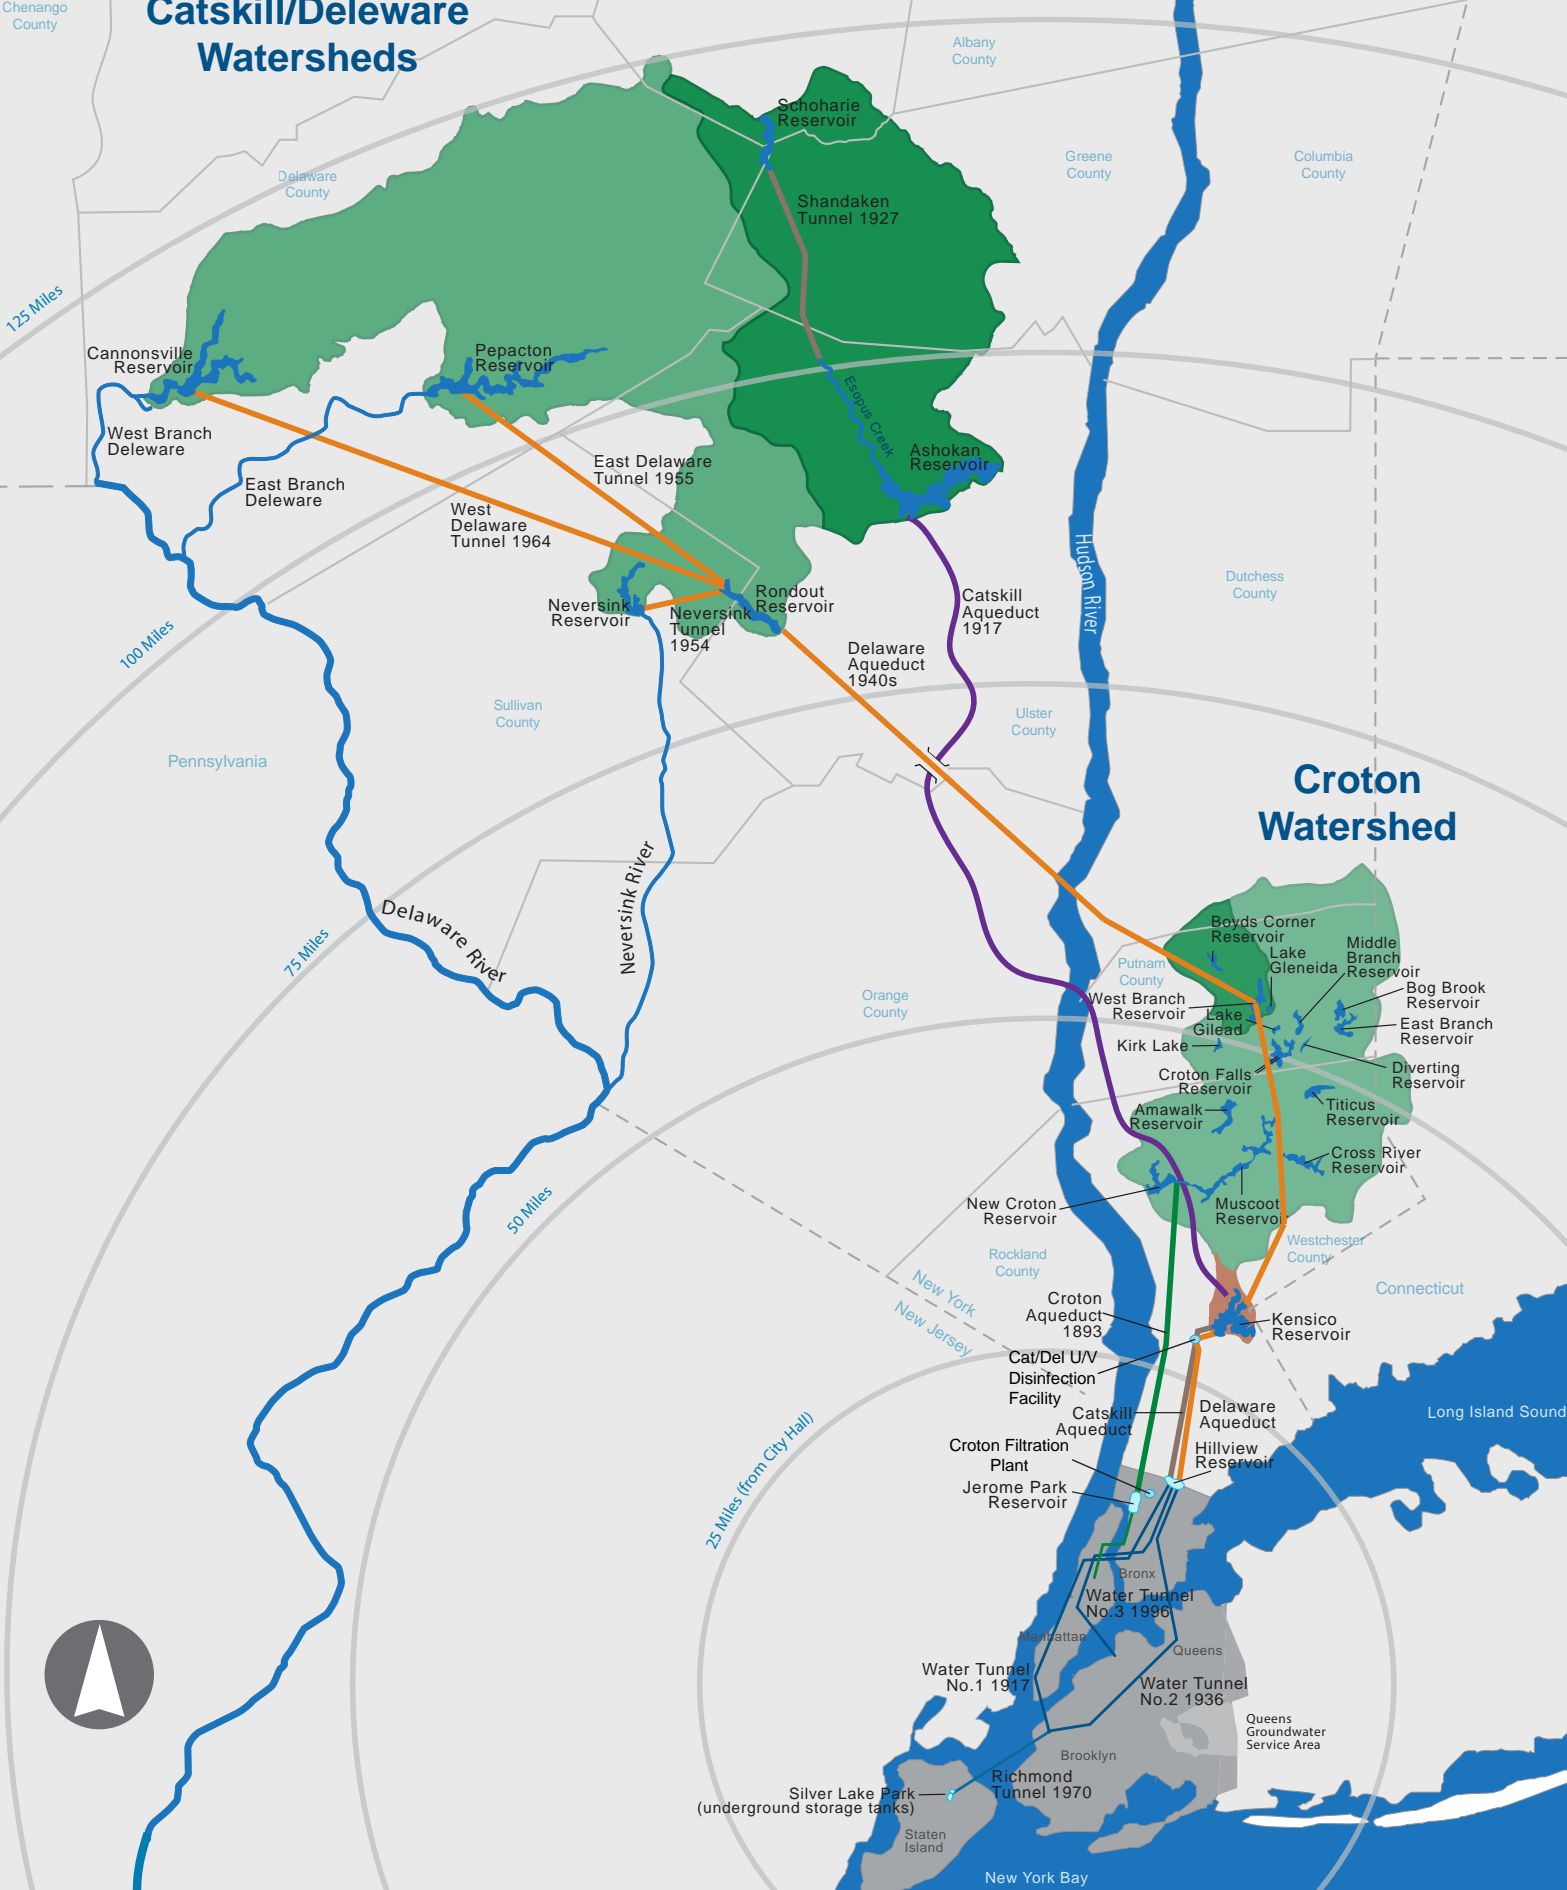 Chenango
County
Catskill/Deleware
Watersheds
Albany
County
Schoharie
Reservoir
Greene
County
Columbia
County
Delaware
County
Shandaken
Tunnel 1927
125 Miles
Cannonsville
Reservoir
Pepacton
Reservoir
Esopus Creek
West Branch
Deleware
Ashokan
Reservoir
East Delaware
Tunnel 1955
East Branch
Deleware
West
Delaware
Tunnel 1964
Hudson River
Dutchess
County
Rondout
Reservoir
Catskill
Aqueduct
1917
Neversink
Reservoir
Neversink
Tunnel
1954
100 Miles
Delaware
Aqueduct
1940s
Sullivan
County
Ulster
County
Pennsylvania
Croton
Watershed
Neversink River
Delaware River
75 Miles
Boyds Corner
Reservoir
Lake
Gleneida
Middle
Branch
Reservoir
Putnam
County
Bog Brook
Reservoir
West Branch
Reservoir
Orange
County
Lake
Gilead
East Branch
Reservoir
Kirk Lake
Croton Falls
Reservoir
Diverting
Reservoir
Amawalk
Reservoir
Titicus
Reservoir
Cross River
Reservoir
50 Miles
New Croton
Reservoir
Muscoot
Reservoir
Westchester
County
Rockland
County
New York
New Jersey
Connecticut
Croton
Aqueduct
1893
Kensico
Reservoir
Cat/Del U/V
Disinfection
Facility
Catskill
Aqueduct
Delaware
Aqueduct
Long Island Sound
25 Miles (from City Hall)
Croton Filtration
Plant
Hillview
Reservoir
Jerome Park
Reservoir
Bronx
Water Tunnel
No.3 1996
Manhattan
Queens
Water Tunnel
No.1 1917
Water Tunnel
No.2 1936
Queens
Groundwater
Service Area
Brooklyn
Richmond
Tunnel 1970
Silver Lake Park
(underground storage tanks)
Staten
Island
New York Bay